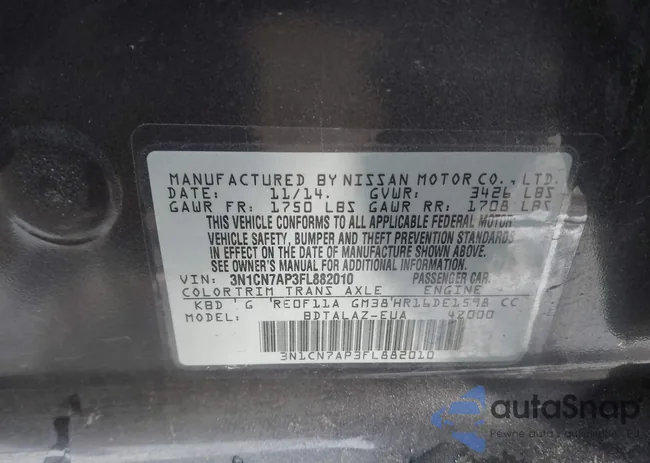 MANUFACTURED BY NISSAN MOTOR CO., LTD.
DATE: 11/14. GVWR: 3426 LBS
GAWR FR: 1750 LBS GAWR RR: 1708 LBS
THIS VEHICLE CONFORMS TO ALL APPLICABLE FEDERAL MOTOR
VEHICLE SAFETY, BUMPER AND THEFT PREVENTION STANDARDS
IN EFFECT ON THE DATE OF MANUFACTURE SHOWN ABOVE.
SEE OWNER'S MANUAL FOR ADDITIONAL INFORMATION.
VIN: 3N1CN7AP3FL882010 PASSENGER CAR
COLOR TRIM TRANS AXLE ENGINE
KBD ' G 'RE0F11A GM38'HR16DE1598 CC
MODEL: BDTALAZ-EUA 42000
3N1CN7AP3FL882010
autoSnap
Pewne auta i